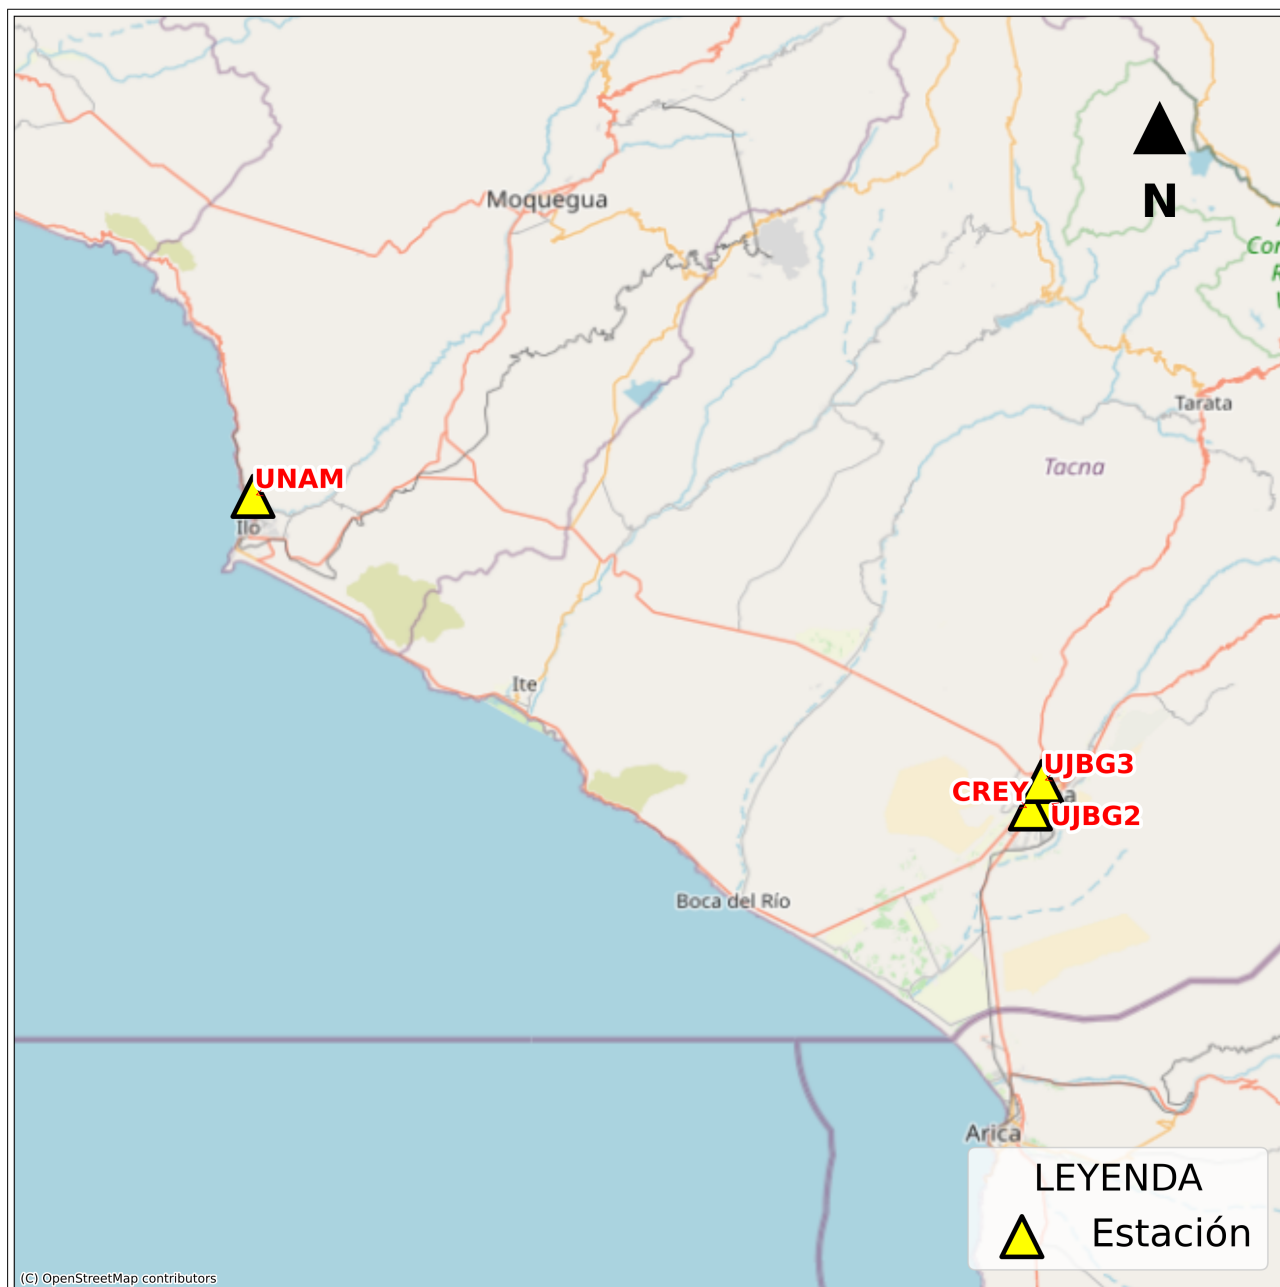 N
Moquegua
Tarata
Tacna
UNAM
Ilo
Ite
UJBG3
CREY
UJBG2
Boca del Río
Arica
LEYENDA
Estación
(C) OpenStreetMap contributors